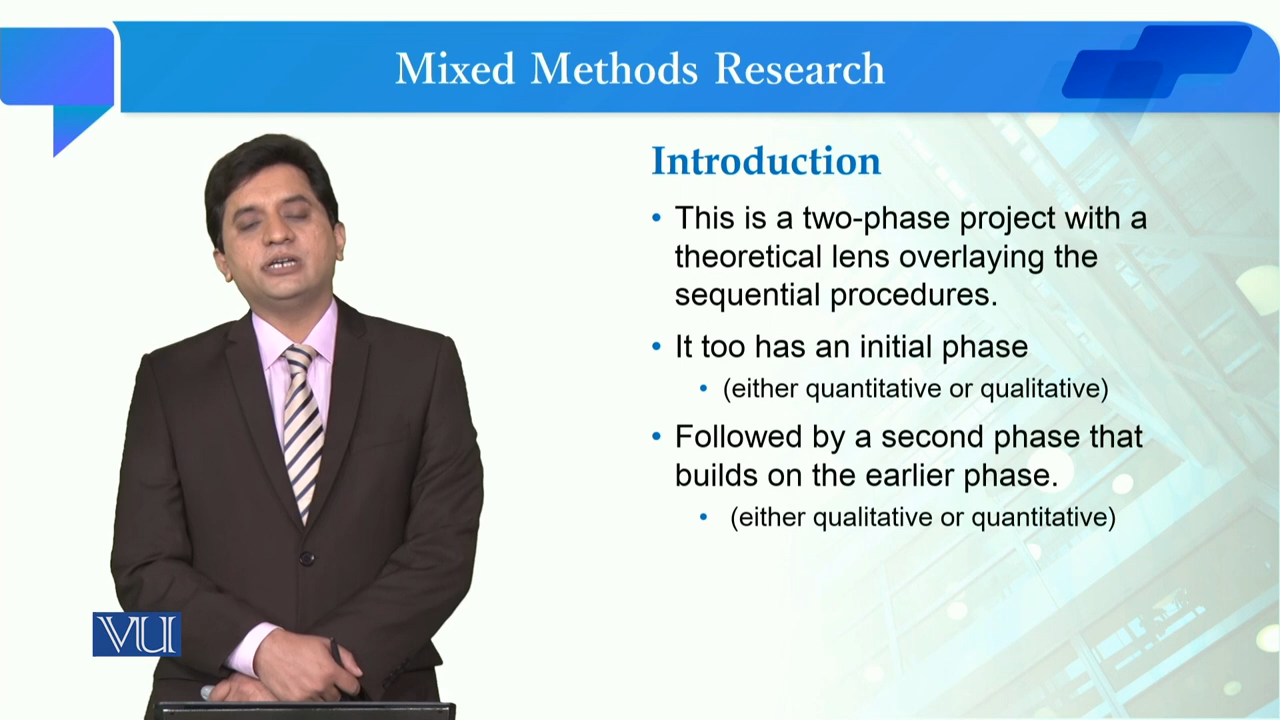 Mixed Methods Research
Introduction
• This is a two-phase project with a
theoretical lens overlaying the
sequential procedures.
• It too has an initial phase
• (either quantitative or qualitative)
• Followed by a second phase that
builds on the earlier phase.
• (either qualitative or quantitative)
VU